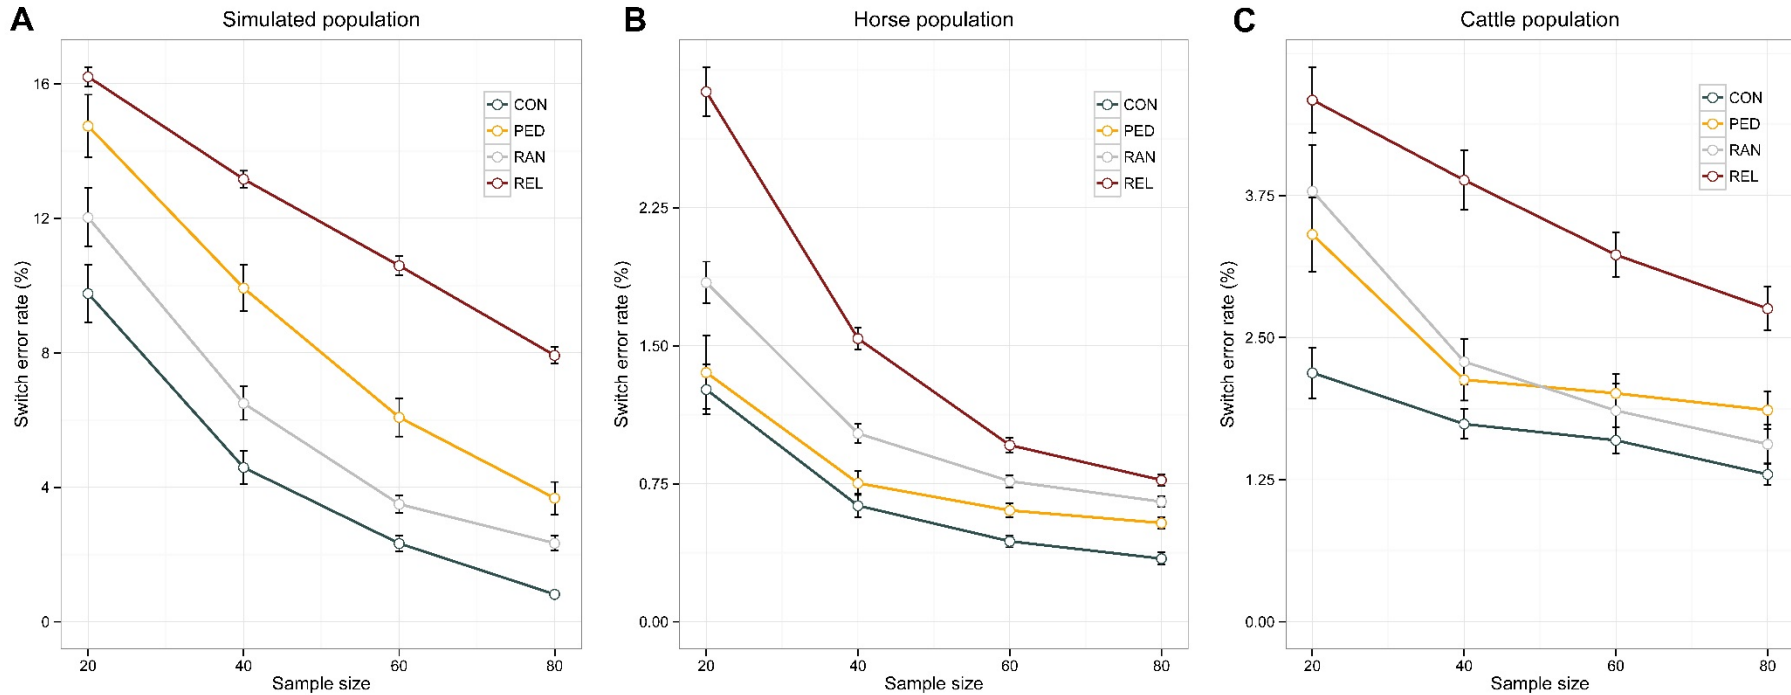 A
Simulated population
Switch error rate (%)
16
12
8
4
0
CON
PED
RAN
REL
20
40
60
80
Sample size
B
Horse population
Switch error rate (%)
2.25
1.50
0.75
0.00
CON
PED
RAN
REL
20
40
60
80
Sample size
C
Cattle population
Switch error rate (%)
3.75
2.50
1.25
0.00
CON
PED
RAN
REL
20
40
60
80
Sample size